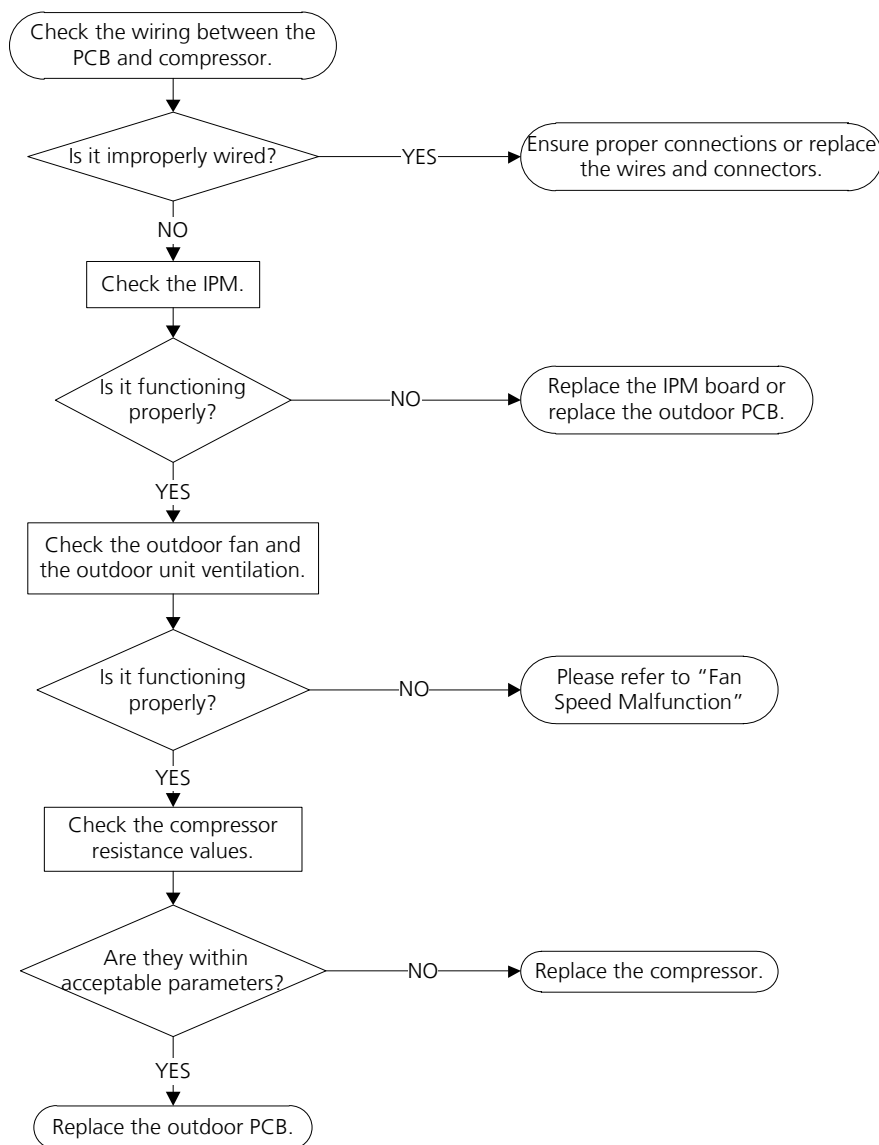 Check the wiring between the
PCB and compressor.
Is it improperly wired?
YES
Ensure proper connections or replace
the wires and connectors.
NO
Check the IPM.
Is it functioning
properly?
NO
Replace the IPM board or
replace the outdoor PCB.
YES
Check the outdoor fan and
the outdoor unit ventilation.
Is it functioning
properly?
NO
Please refer to “Fan
Speed Malfunction”
YES
Check the compressor
resistance values.
Are they within
acceptable parameters?
NO
Replace the compressor.
YES
Replace the outdoor PCB.